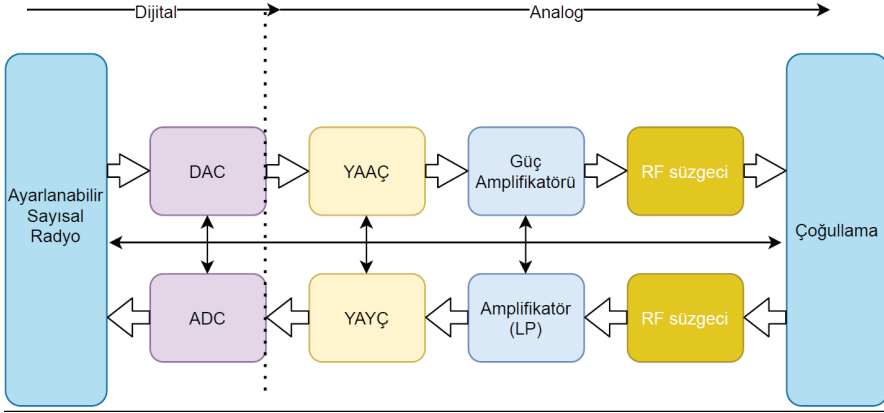 Dijital
Analog
Ayarlanabilir
Sayısal
Radyo
DAC
YAAÇ
Güç
Amplifikatörü
RF süzgeci
Çoğullama
ADC
YAYÇ
Amplifikatör
(LP)
RF süzgeci